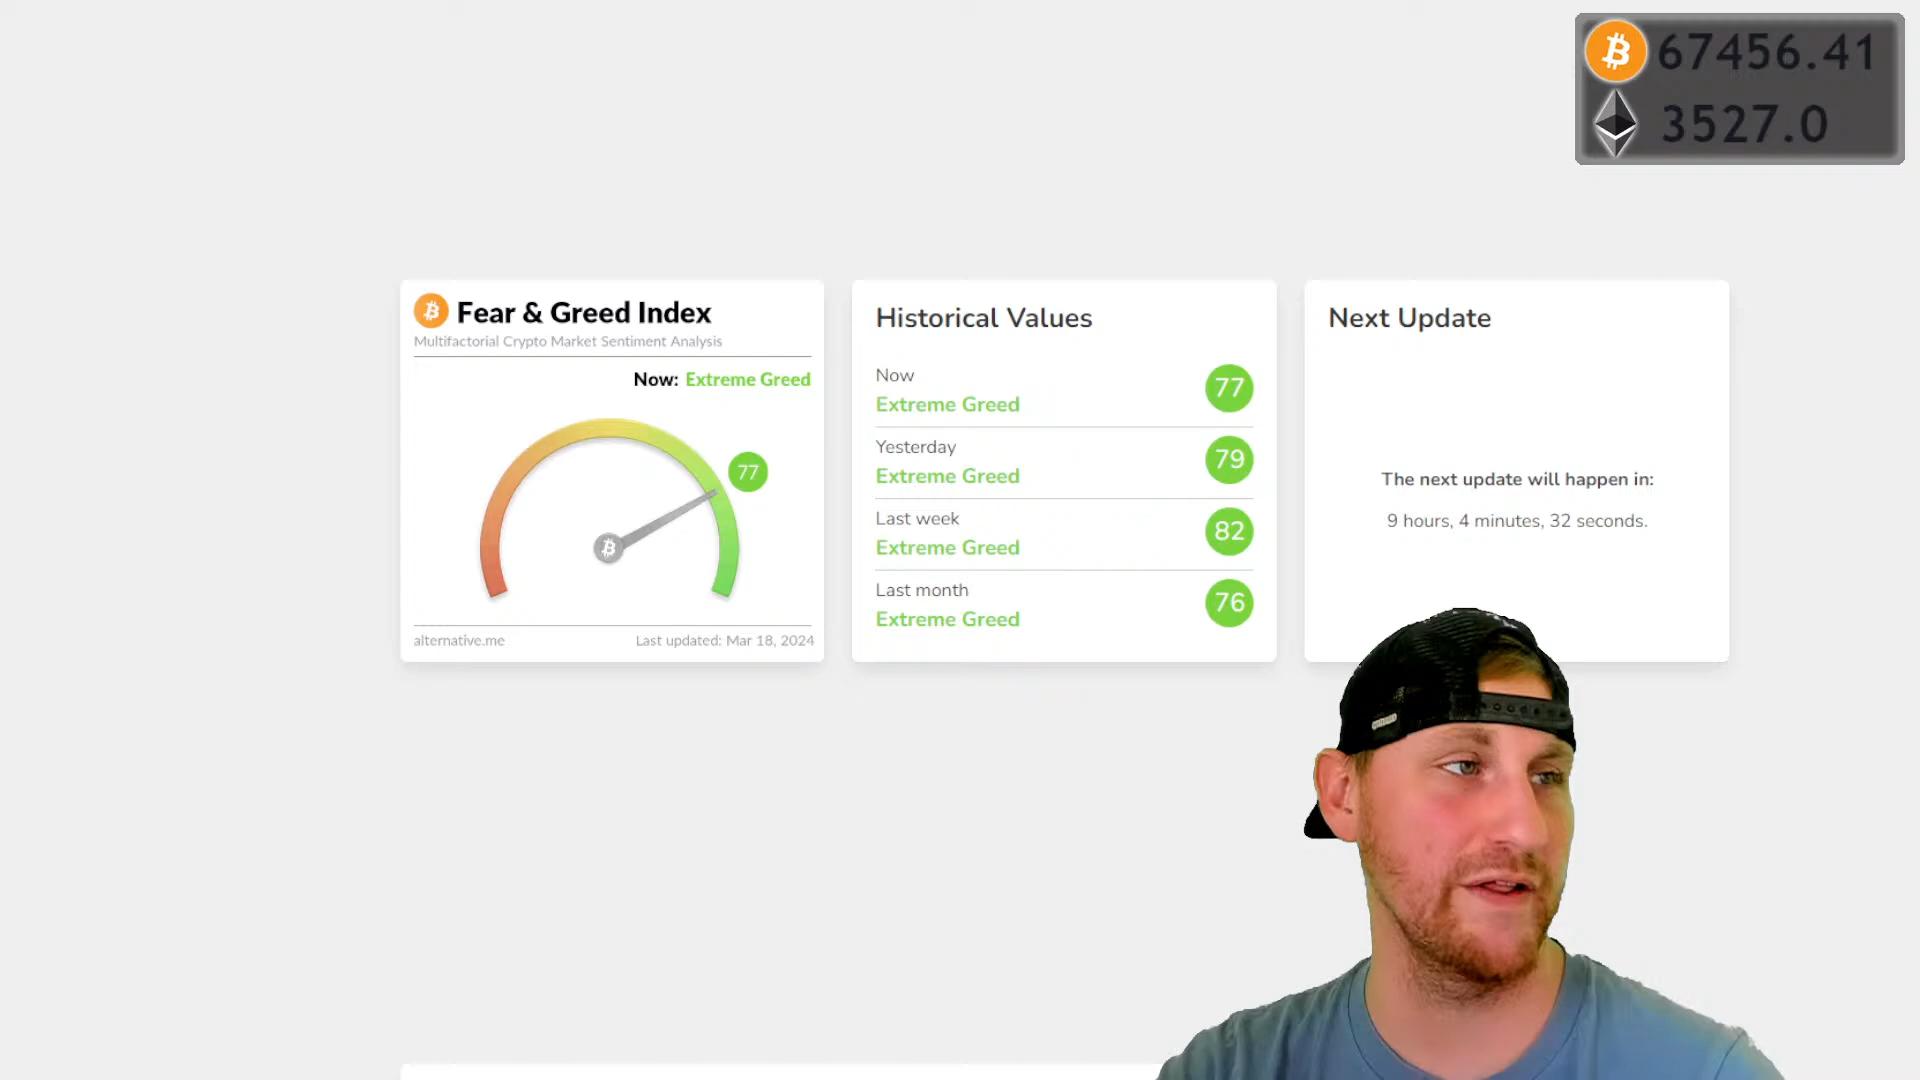 67456.41
3527.0
Fear & Greed Index
Multifactorial Crypto Market Sentiment Analysis
Now: Extreme Greed
77
alternative.me
Last updated: Mar 18, 2024
Historical Values
Now
Extreme Greed
77
Yesterday
Extreme Greed
79
Last week
Extreme Greed
82
Last month
Extreme Greed
76
Next Update
The next update will happen in:
9 hours, 4 minutes, 32 seconds.